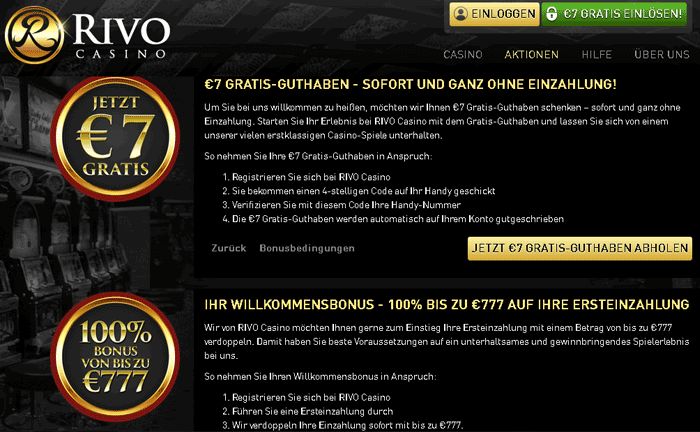 RIVO
CASINO
EINLOGGEN
€7 GRATIS EINLÖSEN!
CASINO AKTIONEN HILFE ÜBER UNS
JETZT
€7
GRATIS
€7 GRATIS-GUTHABEN - SOFORT UND GANZ OHNE EINZAHLUNG!
Um Sie bei uns willkommen zu heißen, möchten wir Ihnen €7 Gratis-Guthaben schenken – sofort und ganz ohne
Einzahlung. Starten Sie Ihr Erlebnis bei RIVO Casino mit dem Gratis-Guthaben und lassen Sie sich von einem
unserer vielen erstklassigen Casino-Spiele unterhalten.
So nehmen Sie Ihre €7 Gratis-Guthaben in Anspruch:
1. Registrieren Sie sich bei RIVO Casino
2. Sie bekommen einen 4-stelligen Code auf Ihr Handy geschickt
3. Verifizieren Sie mit diesem Code Ihre Handy-Nummer
4. Die €7 Gratis-Guthaben werden automatisch auf Ihrem Konto gutgeschrieben
Zurück Bonusbedingungen
JETZT €7 GRATIS-GUTHABEN ABHOLEN
100%
BONUS
VON BIS ZU
€777
IHR WILLKOMMENSBONUS - 100% BIS ZU €777 AUF IHRE ERSTEINZAHLUNG
Wir von RIVO Casino möchten Ihnen gerne zum Einstieg Ihre Ersteinzahlung mit einem Betrag von bis zu €777
verdoppeln. Damit haben Sie beste Voraussetzungen auf ein unterhaltsames und gewinnbringendes Spielerlebnis
bei uns.
So nehmen Sie Ihren Willkommensbonus in Anspruch:
1. Registrieren Sie sich bei RIVO Casino
2. Führen Sie eine Ersteinzahlung durch
3. Wir verdoppeln Ihre Einzahlung sofort mit bis zu €777.